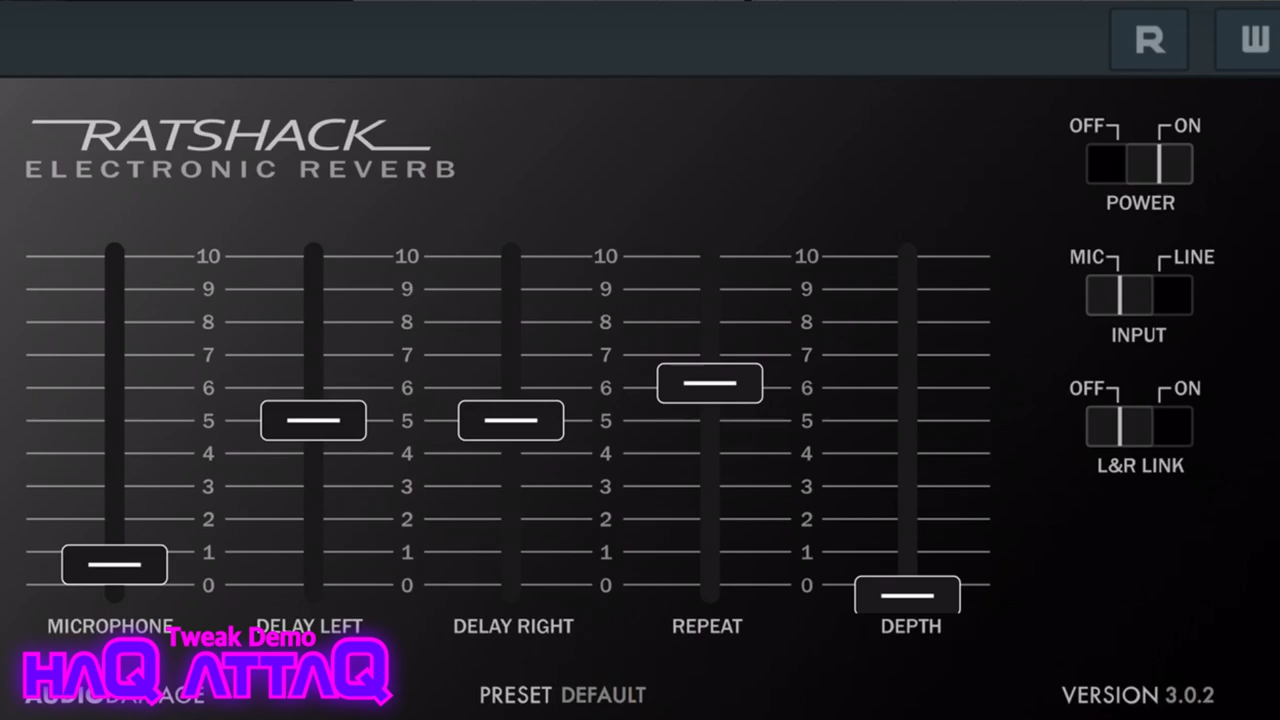 R W
RATSHACK
ELECTRONIC REVERB
OFF ON
POWER
MIC LINE
INPUT
OFF ON
L&R LINK
10 10 10 10
9 9 9 9
8 8 8 8
7 7 7 7
6 6 6 6
5 5 5 5
4 4 4 4
3 3 3 3
2 2 2 2
1 1 1 1
0 0 0 0
MICROPHONE DELAY LEFT DELAY RIGHT REPEAT DEPTH
Tweak Demo
HAQ ATTAQ
AUDIODAMAGE PRESET DEFAULT VERSION 3.0.2